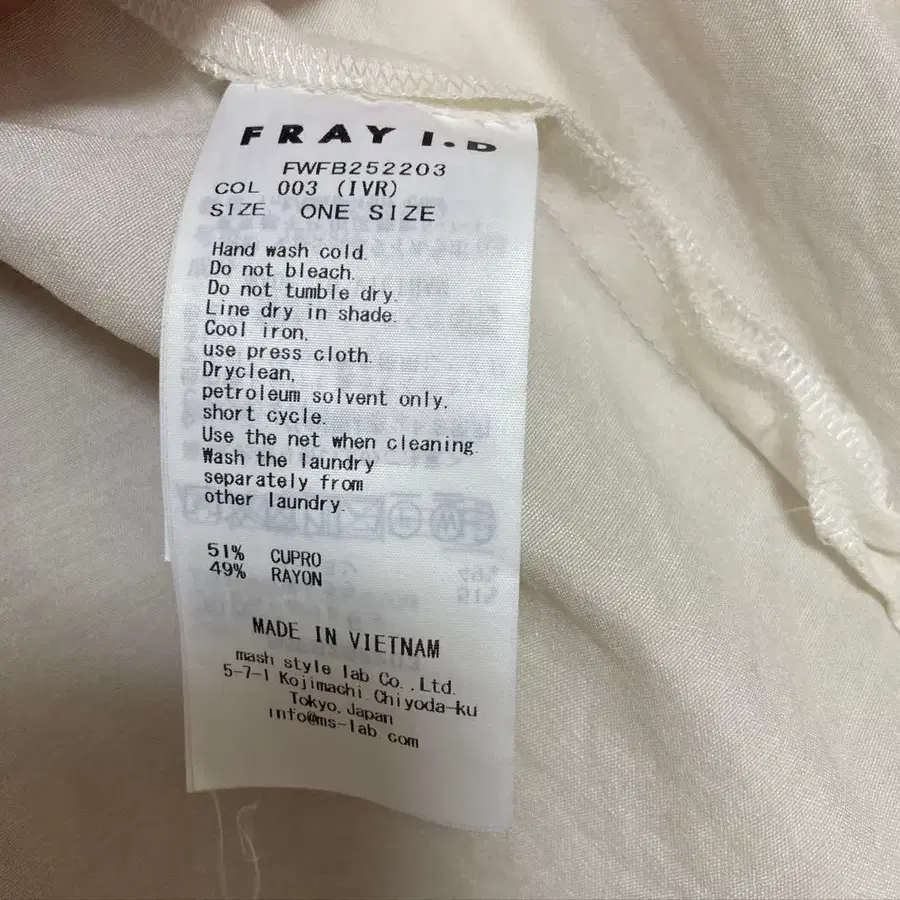 FRAY I.D
FWFB252203
COL 003 (IVR)
SIZE ONE SIZE
Hand wash cold.
Do not bleach.
Do not tumble dry.
Line dry in shade.
Cool iron,
use press cloth.
Dryclean,
petroleum solvent only,
short cycle.
Use the net when cleaning.
Wash the laundry
separately from
other laundry.
51% CUPRO
49% RAYON
MADE IN VIETNAM
mash style lab Co.,Ltd.
5-7-1 Kojimachi Chiyoda-ku
Tokyo,Japan
info@ms-lab.com